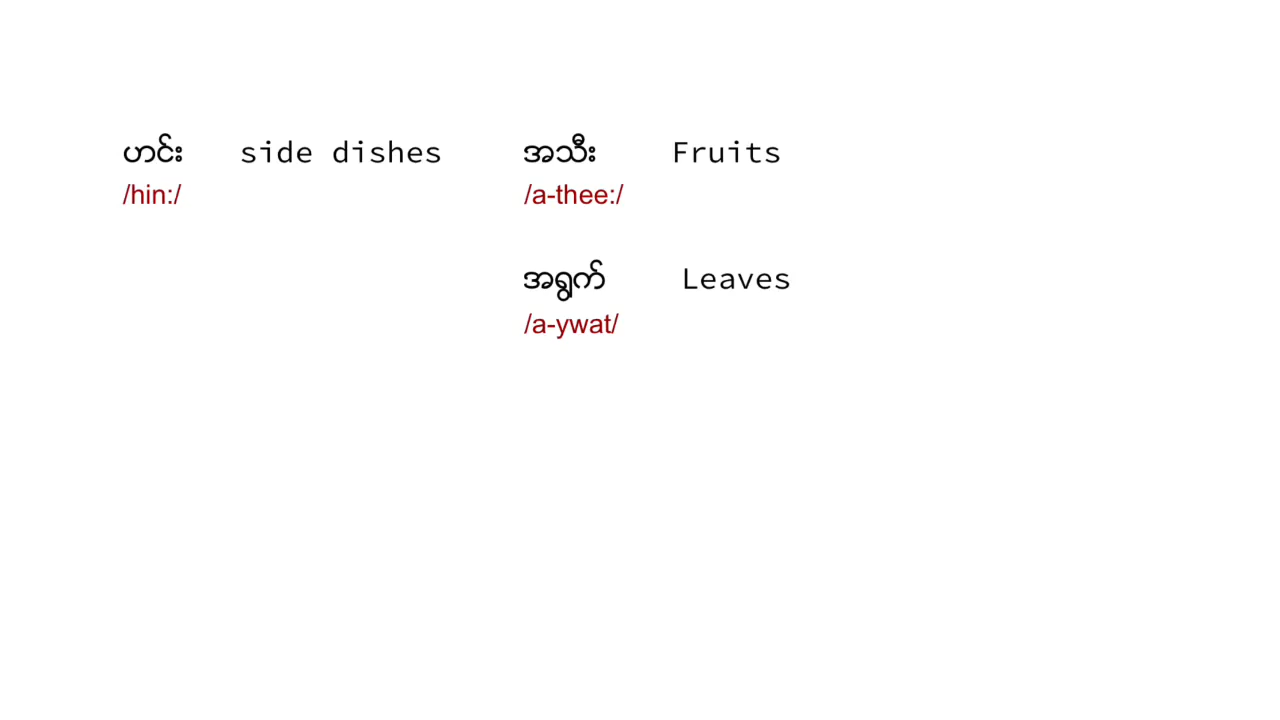 ဟင်း side dishes အသီး Fruits
/hin:/ /a-thee:/
အရွက် Leaves
/a-ywat/